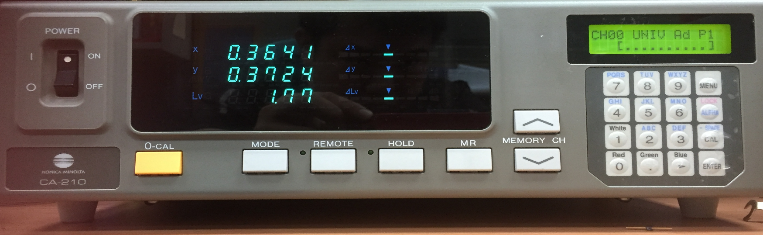 POWER
I
ON
O
OFF
KONICA MINOLTA
CA-210
x 0.3641 Δx
y 0.3724 Δy
Lv 1.77 ΔLv
0-CAL
MODE
REMOTE
HOLD
MR
MEMORY CH
CH00 UNIV Ad P1
[..........]
PQRS TUV WXYZ
7 8 9 MENU
GHI JKL MNO
4 5 6 ALPHA
White ABC DEF
1 2 3 CAL
Red Green Blue
0 . - ENTER